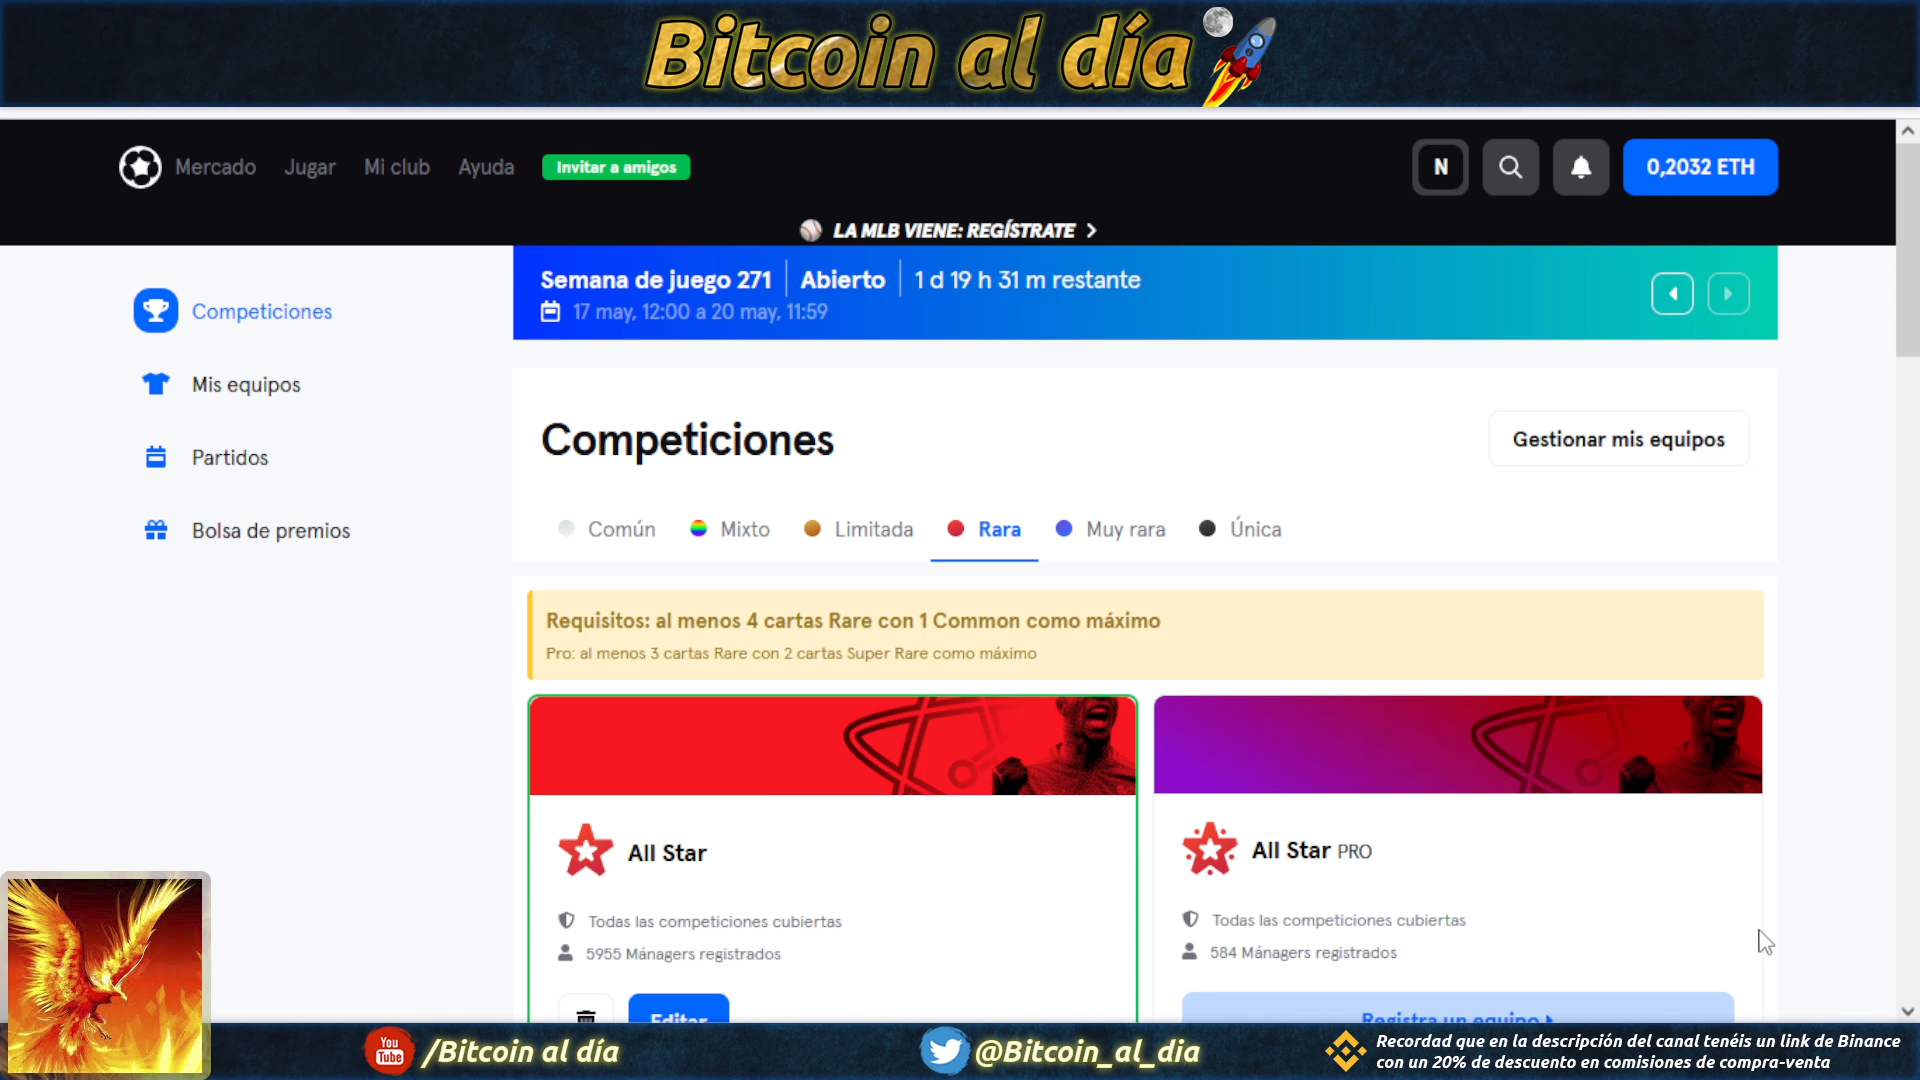 Bitcoin al día
Mercado Jugar Mi club Ayuda Invitar a amigos N 0,2032 ETH
LA MLB VIENE: REGÍSTRATE
Semana de juego 271 Abierto 1 d 19 h 31 m restante
17 may, 12:00 a 20 may, 11:59
Competiciones
Mis equipos
Partidos
Bolsa de premios
Competiciones
Gestionar mis equipos
Común Mixto Limitada Rara Muy rara Única
Requisitos: al menos 4 cartas Rare con 1 Common como máximo
Pro: al menos 3 cartas Rare con 2 cartas Super Rare como máximo
All Star
Todas las competiciones cubiertas
5955 Mánagers registrados
Editar
All Star PRO
Todas las competiciones cubiertas
584 Mánagers registrados
Registra un equipo
You
Tube
/Bitcoin al día
@Bitcoin_al_dia
Recordad que en la descripción del canal tenéis un link de Binance
con un 20% de descuento en comisiones de compra-venta